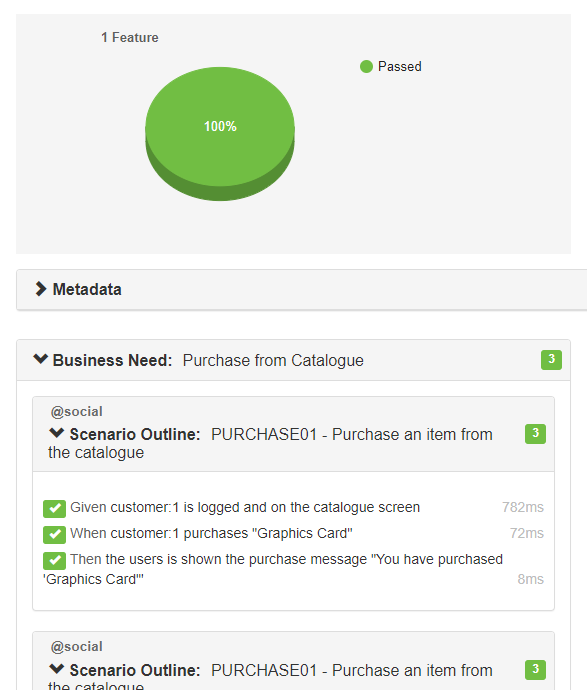 1 Feature
Passed
100%
Metadata
Business Need: Purchase from Catalogue 3
@social
Scenario Outline: PURCHASE01 - Purchase an item from 3
the catalogue
Given customer:1 is logged and on the catalogue screen 782ms
When customer:1 purchases "Graphics Card" 72ms
Then the users is shown the purchase message "You have purchased
'Graphics Card'" 8ms
@social
Scenario Outline: PURCHASE01 - Purchase an item from 3
the catalogue